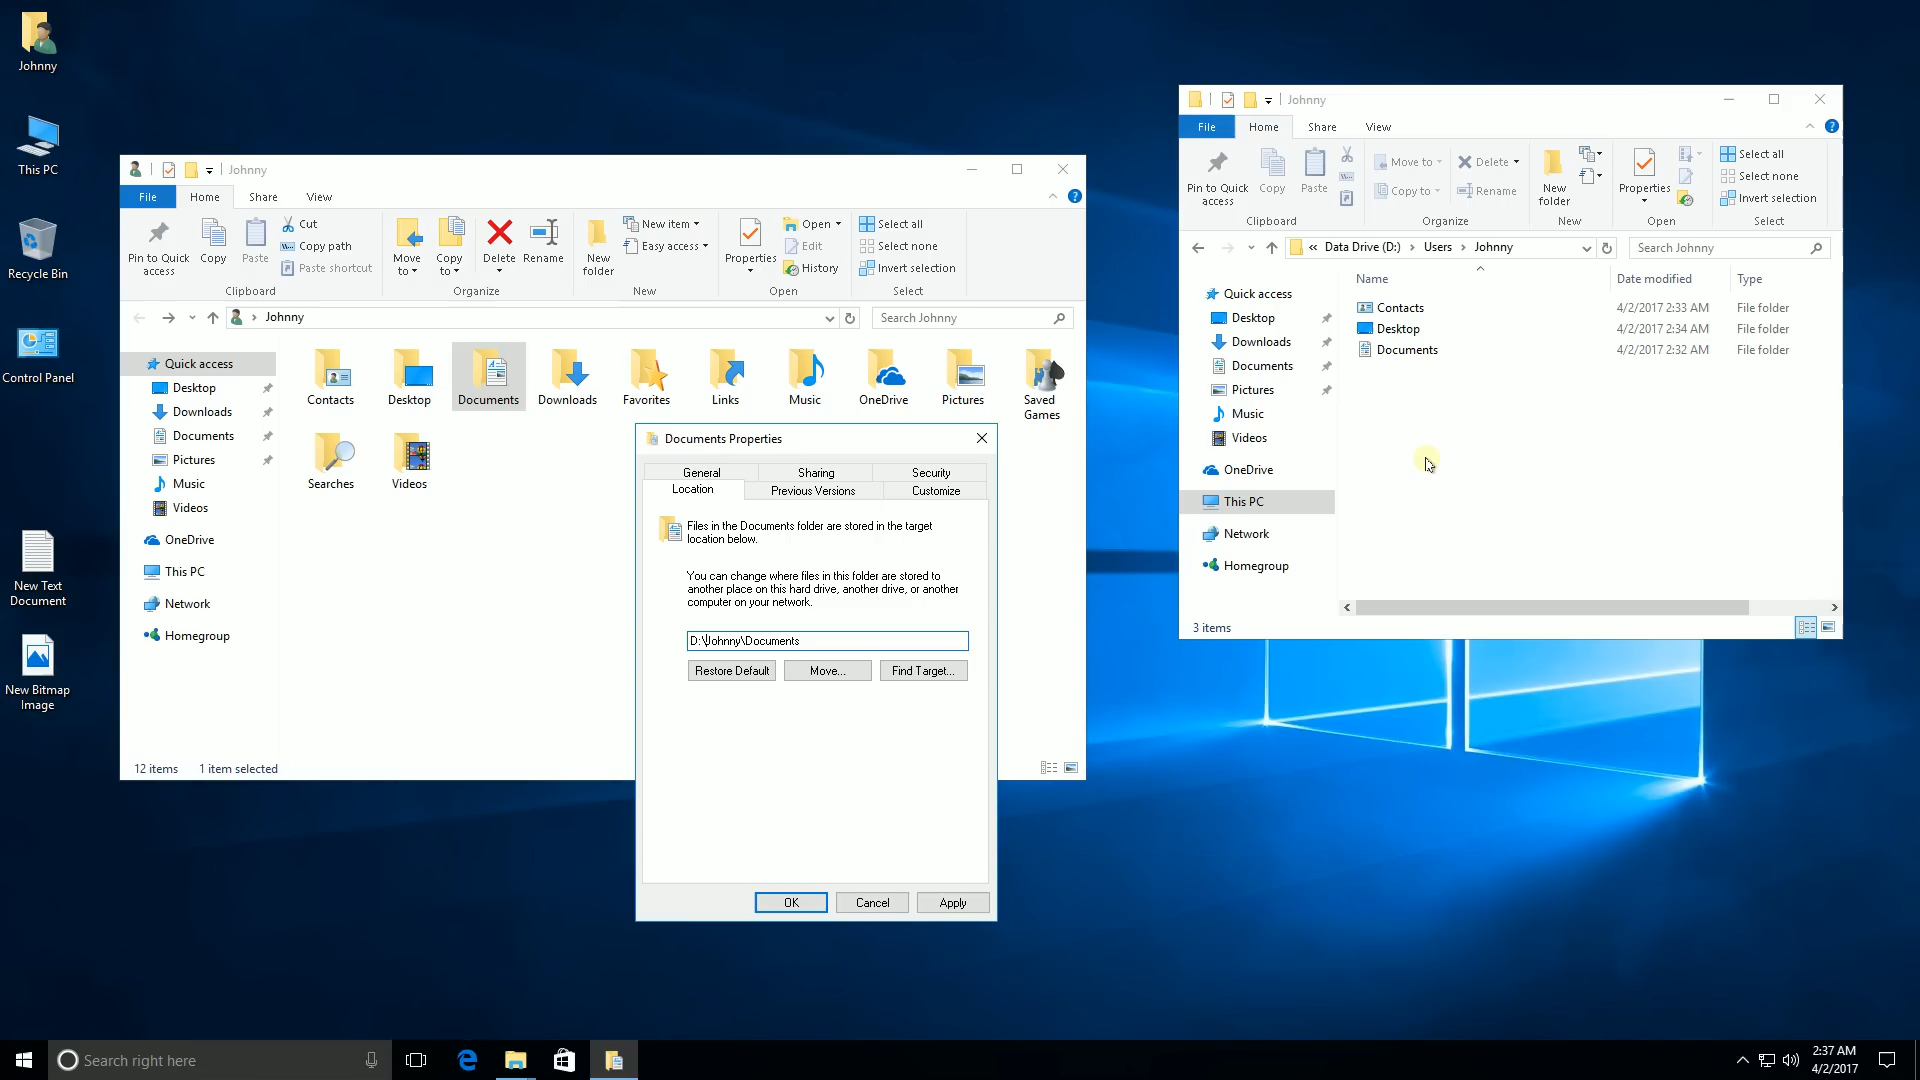 Johnny
This PC
Recycle Bin
Control Panel
New Text
Document
New Bitmap
Image
Johnny
File Home Share View
Pin to Quick
access
Copy
Paste
Cut
Copy path
Paste shortcut
Clipboard
Move
to
Copy
to
Delete
Rename
Organize
New
folder
New item
Easy access
New
Properties
Open
Edit
History
Open
Select all
Select none
Invert selection
Select
Johnny
Search Johnny
Quick access
Desktop
Downloads
Documents
Pictures
Music
Videos
OneDrive
This PC
Network
Homegroup
Contacts Desktop Documents Downloads Favorites Links Music OneDrive Pictures Saved
Games
Searches Videos
12 items 1 item selected
Documents Properties
General Sharing Security
Location Previous Versions Customize
Files in the Documents folder are stored in the target
location below.
You can change where files in this folder are stored to
another place on this hard drive, another drive, or another
computer on your network.
D:\Johnny\Documents
Restore Default Move... Find Target...
OK Cancel Apply
Johnny
File Home Share View
Pin to Quick
access
Copy
Paste
Clipboard
Move to
Copy to
Delete
Rename
Organize
New
folder
New
Properties
Open
Select all
Select none
Invert selection
Select
« Data Drive (D:) > Users > Johnny
Search Johnny
Name Date modified Type
Contacts 4/2/2017 2:33 AM File folder
Desktop 4/2/2017 2:34 AM File folder
Documents 4/2/2017 2:32 AM File folder
Quick access
Desktop
Downloads
Documents
Pictures
Music
Videos
OneDrive
This PC
Network
Homegroup
3 items
Search right here
2:37 AM
4/2/2017